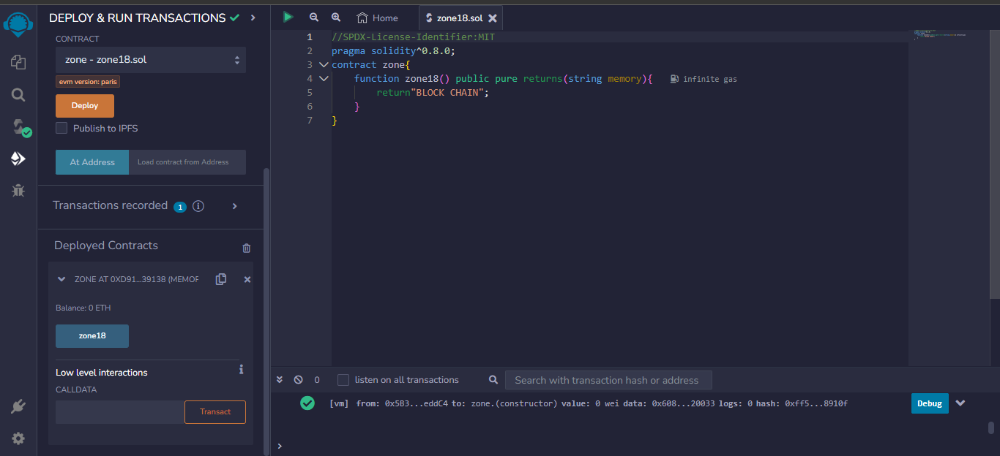 DEPLOY & RUN TRANSACTIONS
CONTRACT
zone - zone18.sol
evm version: paris
Deploy
Publish to IPFS
At Address
Load contract from Address
Transactions recorded 1 i
Deployed Contracts
ZONE AT 0XD91...39138 (MEMOR
Balance: 0 ETH
zone18
Low level interactions
i
CALLDATA
Transact
Home
zone18.sol
1 //SPDX-License-Identifier:MIT
2 pragma solidity^0.8.0;
3 contract zone{
4 function zone18() public pure returns(string memory){ infinite gas
5 return"BLOCK CHAIN";
6 }
7 }
0 listen on all transactions Search with transaction hash or address
[vm] from: 0x5B3...eddC4 to: zone.(constructor) value: 0 wei data: 0x608...20033 logs: 0 hash: 0xff5...8910f Debug
>